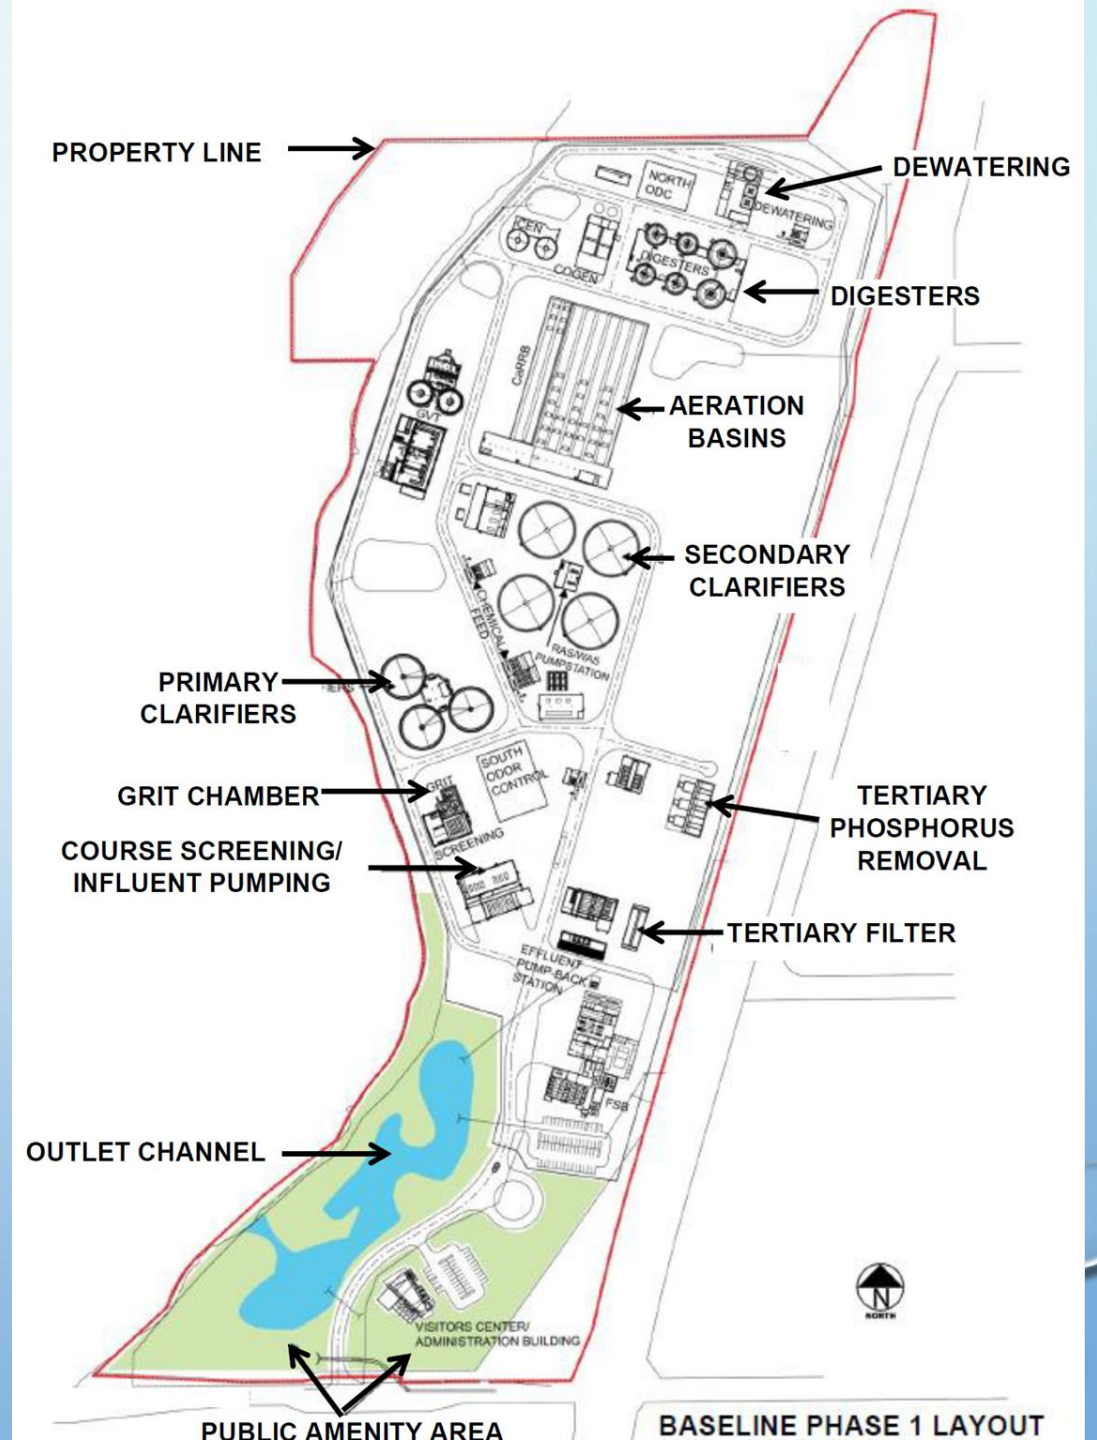 PROPERTY LINE
DEWATERING
NORTH
ODC
DEWATERING
CEN
COGEN
DIGESTERS
DIGESTERS
CaRRB
AERATION
BASINS
GVT
SECONDARY
CLARIFIERS
CHEMICAL
FEED
RAS/WAS
PUMPSTATION
PRIMARY
CLARIFIERS
SOUTH
ODOR
CONTROL
GRIT
GRIT CHAMBER
SCREENING
TERTIARY
PHOSPHORUS
REMOVAL
COURSE SCREENING/
INFLUENT PUMPING
TERTIARY FILTER
EFFLUENT
PUMP-BACK
STATION
FSB
OUTLET CHANNEL
N
NORTH
VISITORS CENTER/
ADMINISTRATION BUILDING
PUBLIC AMENITY AREA
BASELINE PHASE 1 LAYOUT